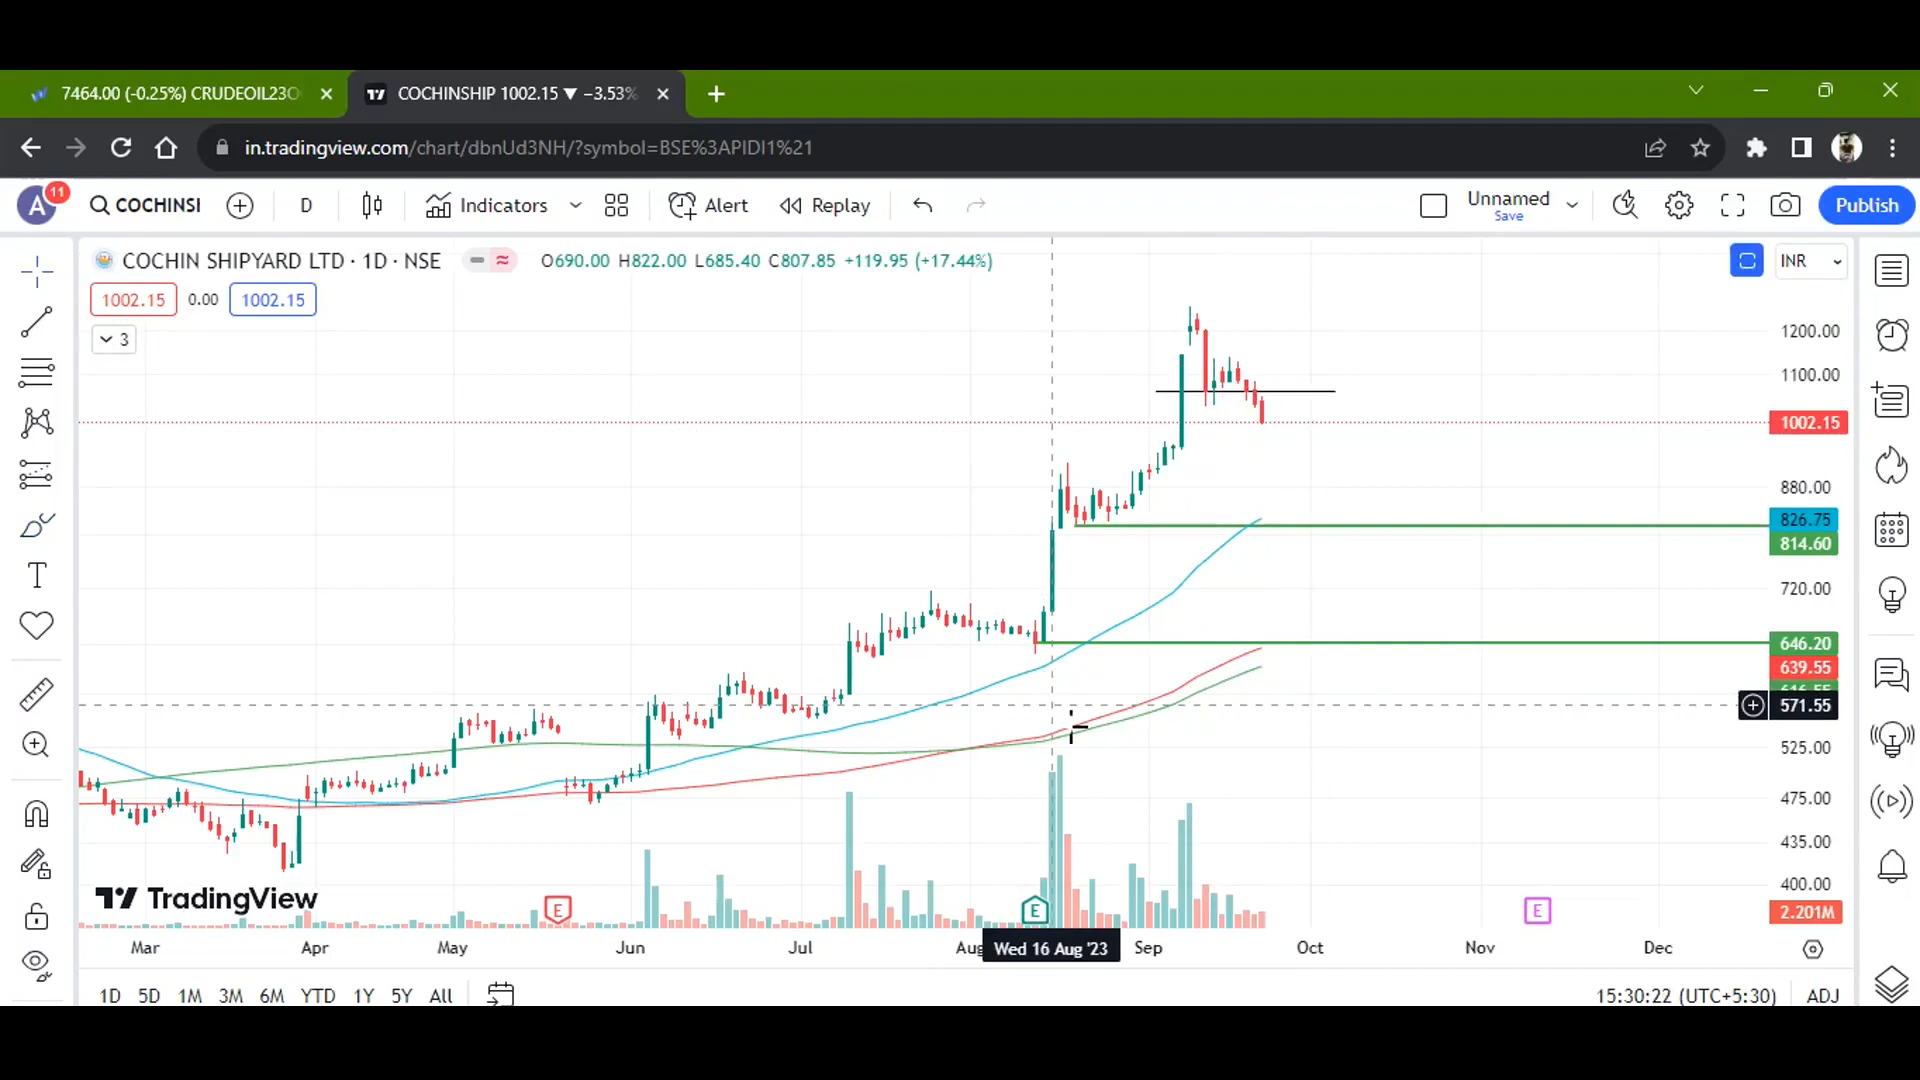 7464.00 (-0.25%) CRUDEOIL23O
COCHINSHIP 1002.15 ▼ −3.53%
in.tradingview.com/chart/dbnUd3NH/?symbol=BSE%3APIDI1%21
A 11 COCHINSI D Indicators Alert Replay Unnamed Save Publish
COCHIN SHIPYARD LTD · 1D · NSE O690.00 H822.00 L685.40 C807.85 +119.95 (+17.44%) INR
1002.15 0.00 1002.15
3
1200.00
1100.00
1002.15
880.00
826.75
814.60
720.00
646.20
639.55
571.55
525.00
475.00
435.00
400.00
2.201M
TradingView
E E E
Mar Apr May Jun Jul Aug Wed 16 Aug '23 Sep Oct Nov Dec
1D 5D 1M 3M 6M YTD 1Y 5Y All 15:30:22 (UTC+5:30) ADJ